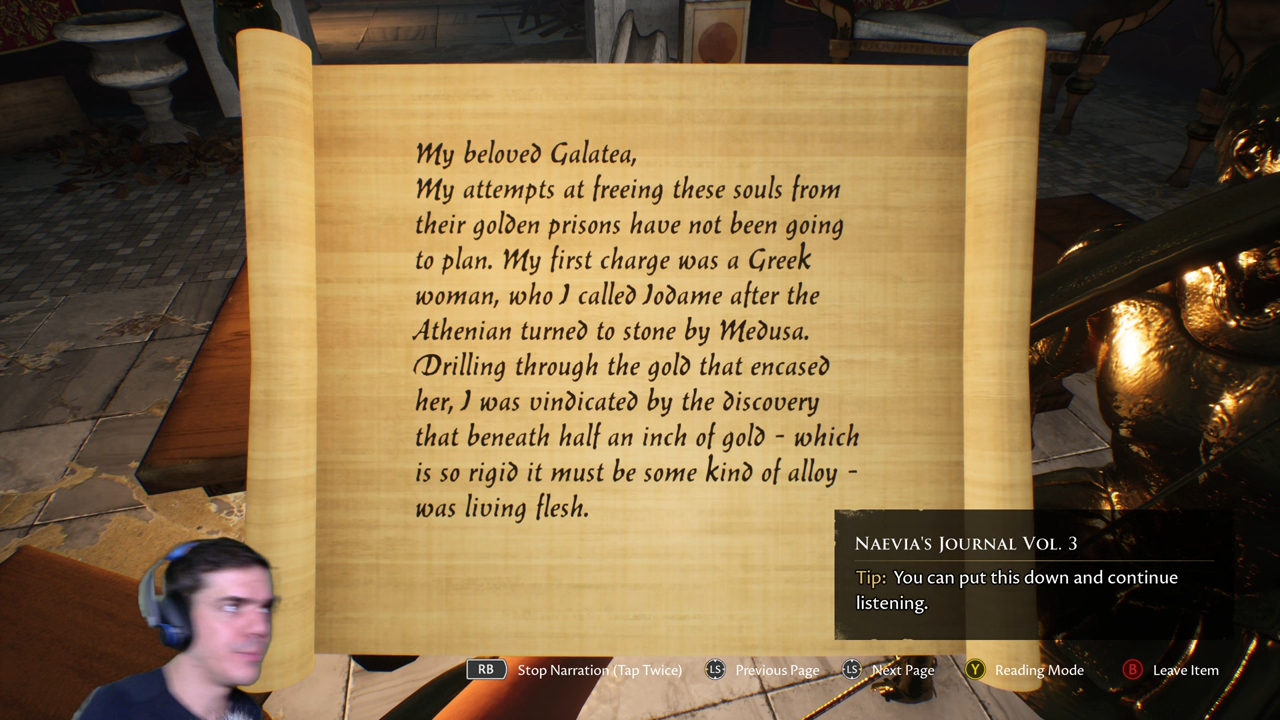 My beloved Galatea,
My attempts at freeing these souls from
their golden prisons have not been going
to plan. My first charge was a Greek
woman, who I called Iodame after the
Athenian turned to stone by Medusa.
Drilling through the gold that encased
her, I was vindicated by the discovery
that beneath half an inch of gold - which
is so rigid it must be some kind of alloy -
was living flesh.
Naevia's Journal Vol. 3
Tip: You can put this down and continue
listening.
RB Stop Narration (Tap Twice) LS Previous Page LS Next Page Y Reading Mode B Leave Item